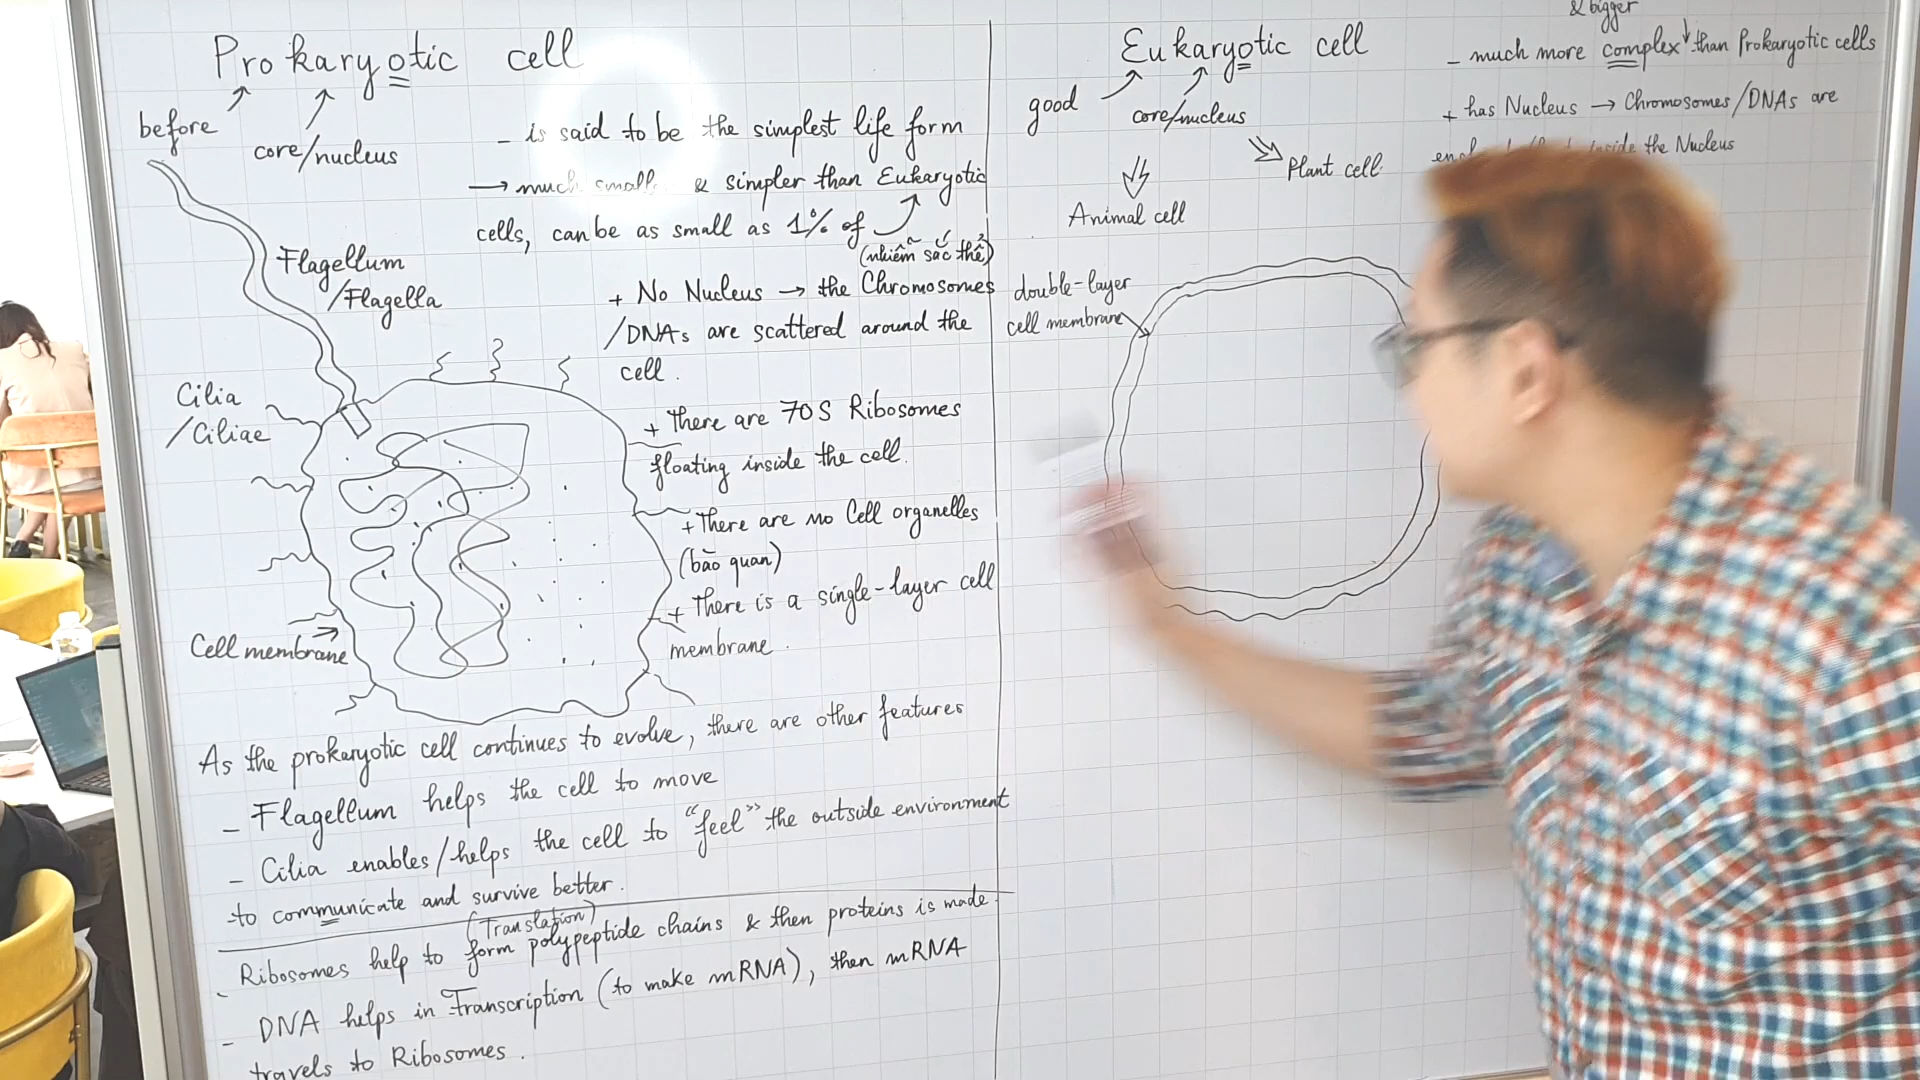 Prokaryotic cell
before
core/nucleus
- is said to be the simplest life form
→ much small & simpler than Eukaryotic
cells, can be as small as 1% of
(nhiễm sắc thể)
Flagellum
/Flagella
+ No Nucleus → the Chromosomes
/DNAs are scattered around the
cell.
Cilia
/Ciliae
+ There are 70S Ribosomes
floating inside the cell.
+ There are no Cell organelles
(bào quan)
+ There is a single-layer cell
membrane.
Cell membrane
As the prokaryotic cell continues to evolve, there are other features
- Flagellum helps the cell to move
- Cilia enables/helps the cell to "feel" the outside environment
to communicate and survive better.
(Translation)
- Ribosomes help to form polypeptide chains & then proteins is made.
- DNA helps in Transcription (to make mRNA), then mRNA
travels to Ribosomes.
Eukaryotic cell
good
core/nucleus
Plant cell
Animal cell
& bigger
- much more complex than Prokaryotic cells
+ has Nucleus → Chromosomes/DNAs are
inside the Nucleus
double-layer
cell membrane